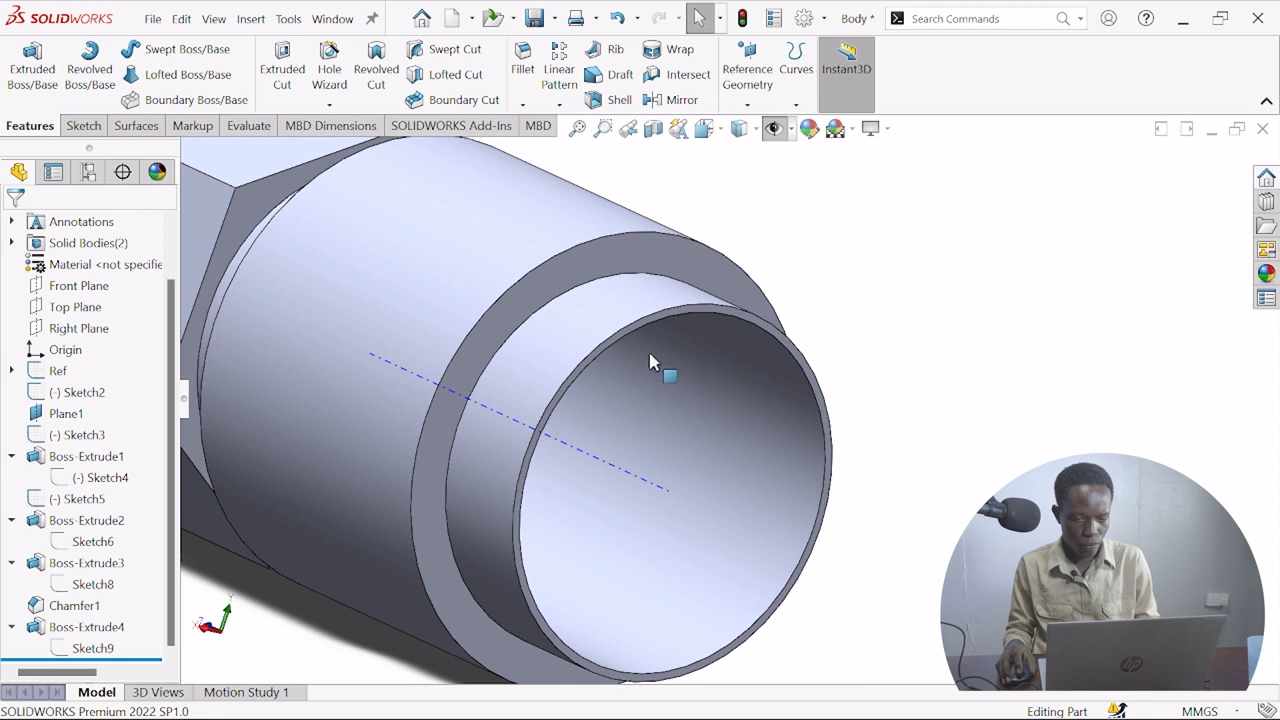 SOLIDWORKS
File
Edit
View
Insert
Tools
Window
Body *
Search Commands
Extruded Boss/Base
Revolved Boss/Base
Swept Boss/Base
Lofted Boss/Base
Boundary Boss/Base
Extruded Cut
Hole Wizard
Revolved Cut
Swept Cut
Lofted Cut
Boundary Cut
Fillet
Linear Pattern
Rib
Draft
Shell
Wrap
Intersect
Mirror
Reference Geometry
Curves
Instant3D
Features
Sketch
Surfaces
Markup
Evaluate
MBD Dimensions
SOLIDWORKS Add-Ins
MBD
Annotations
Solid Bodies(2)
Material <not specifie
Front Plane
Top Plane
Right Plane
Origin
Ref
(-) Sketch2
Plane1
(-) Sketch3
Boss-Extrude1
(-) Sketch4
(-) Sketch5
Boss-Extrude2
Sketch6
Boss-Extrude3
Sketch8
Chamfer1
Boss-Extrude4
Sketch9
Model
3D Views
Motion Study 1
SOLIDWORKS Premium 2022 SP1.0
Editing Part
MMGS
hp